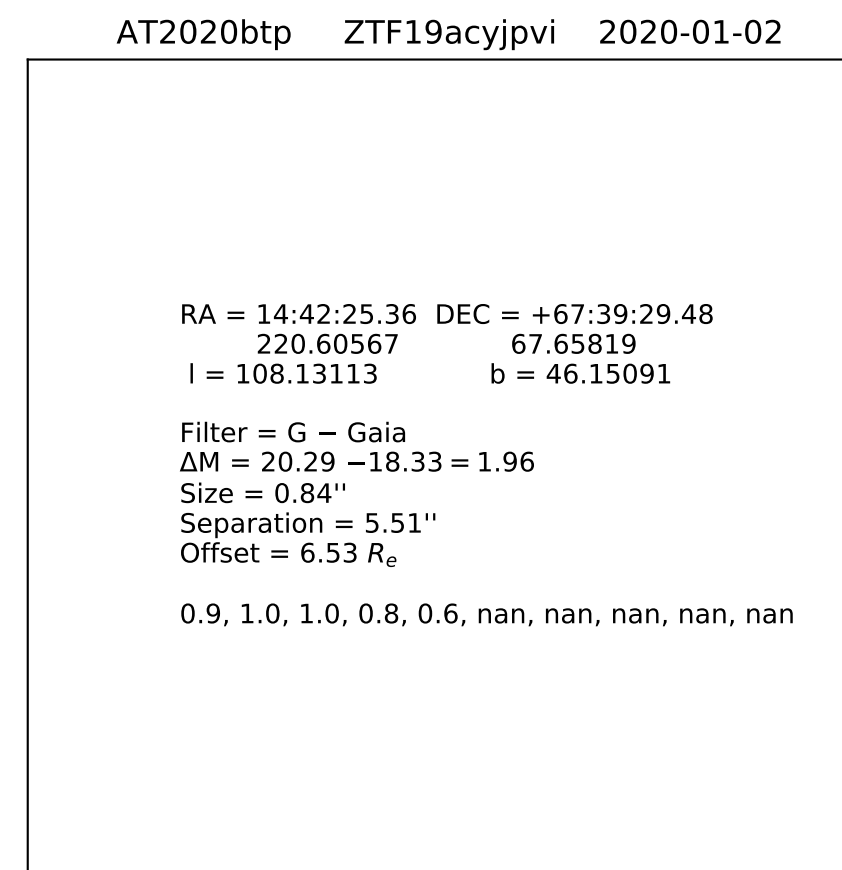 AT2020btp ZTF19acyjpvi 2020-01-02
RA = 14:42:25.36 DEC = +67:39:29.48
220.60567 67.65819
l = 108.13113 b = 46.15091
Filter = G − Gaia
ΔM = 20.29 −18.33 = 1.96
Size = 0.84''
Separation = 5.51''
Offset = 6.53 Rₑ
0.9, 1.0, 1.0, 0.8, 0.6, nan, nan, nan, nan, nan